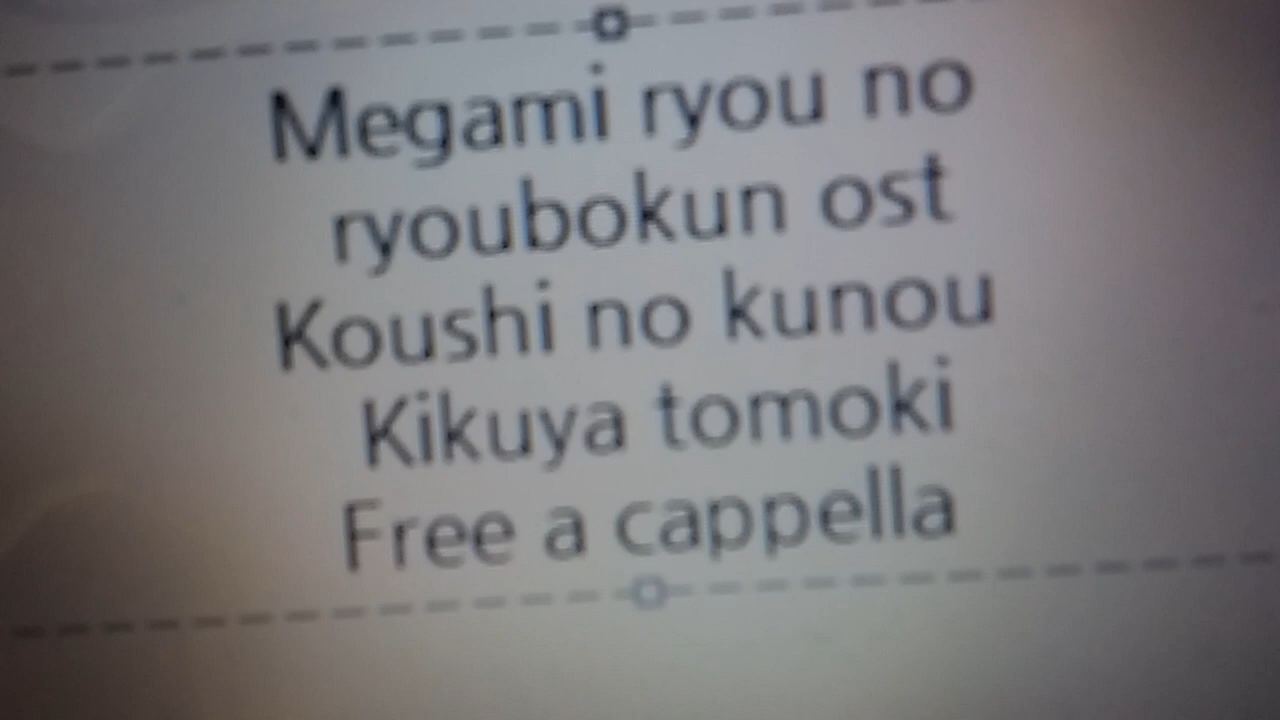 Megami ryou no
ryoubokun ost
Koushi no kunou
Kikuya tomoki
Free a cappella